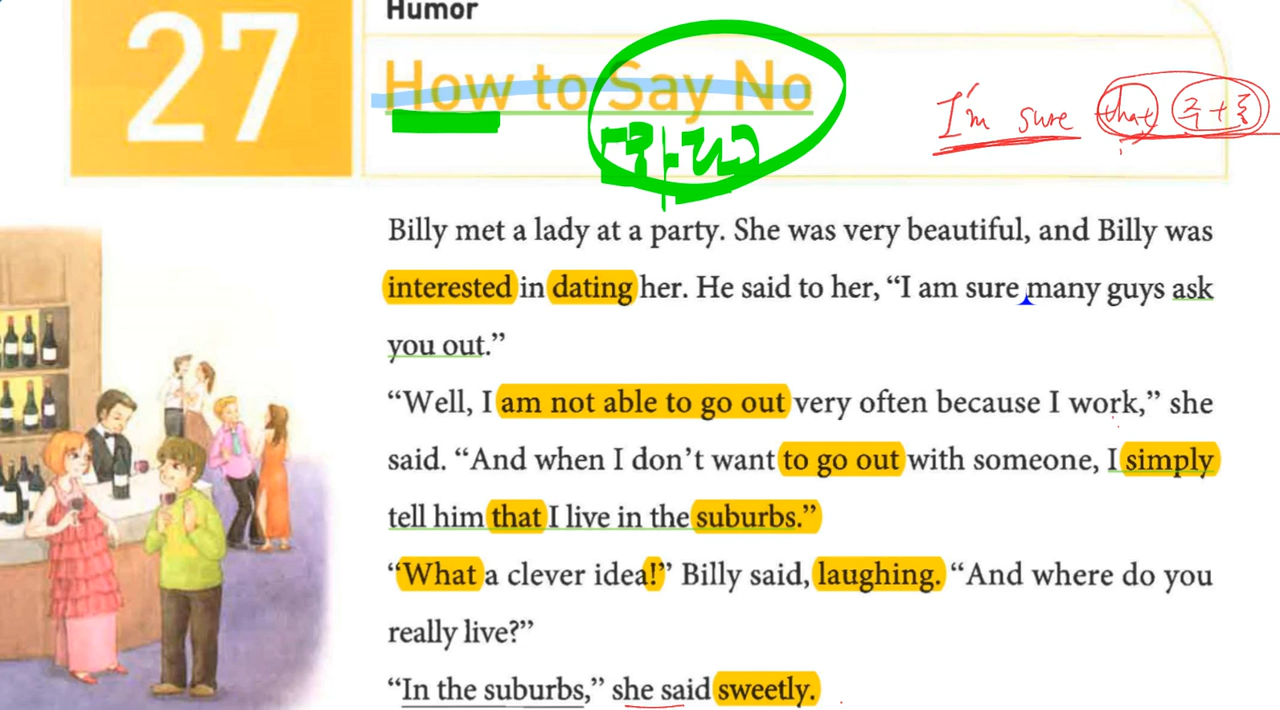 Humor
27
How to Say No
I'm sure that 주+동
Billy met a lady at a party. She was very beautiful, and Billy was
interested in dating her. He said to her, “I am sure many guys ask
you out.”
“Well, I am not able to go out very often because I work,” she
said. “And when I don’t want to go out with someone, I simply
tell him that I live in the suburbs.”
“What a clever idea!” Billy said, laughing. “And where do you
really live?”
“In the suburbs,” she said sweetly.